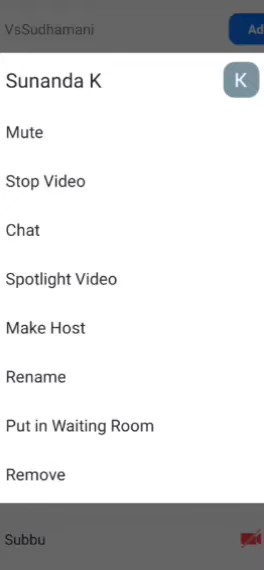 VsSudhamani
Ad
Sunanda K
K
Mute
Stop Video
Chat
Spotlight Video
Make Host
Rename
Put in Waiting Room
Remove
Subbu